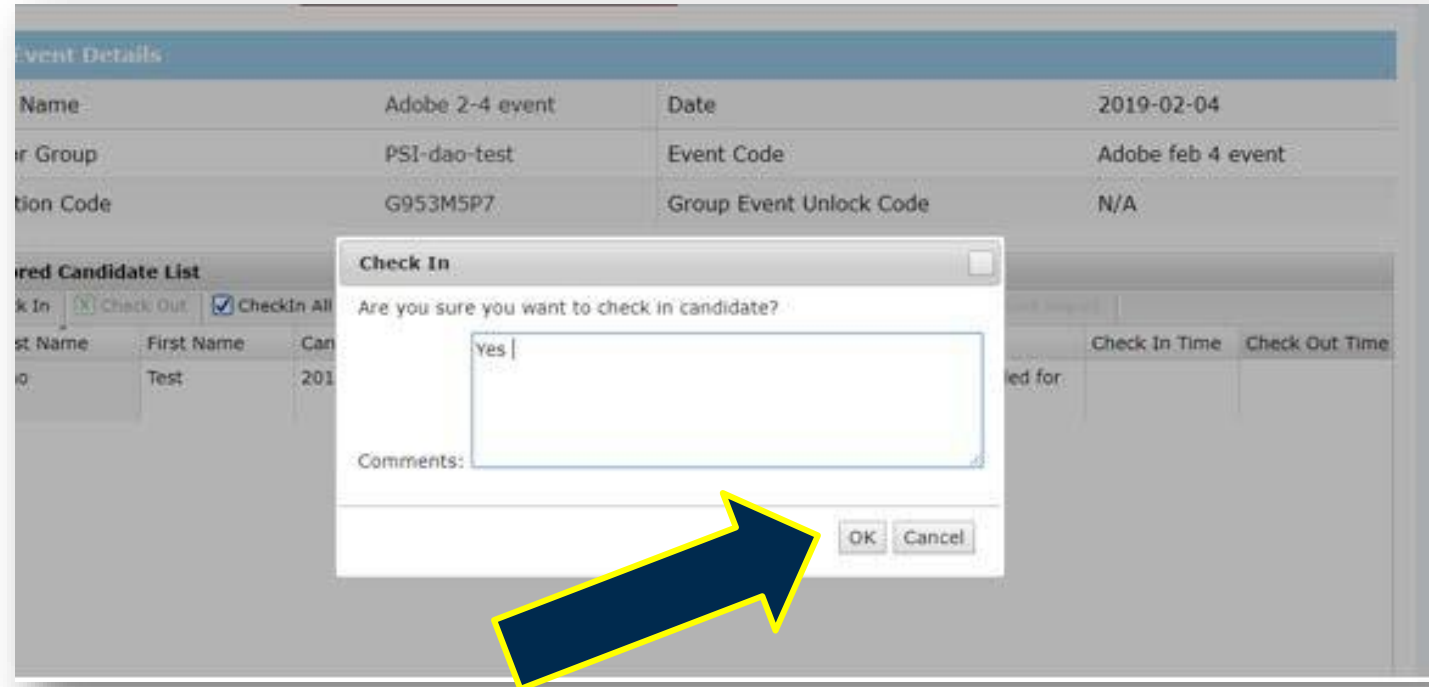 Event Details
Name Adobe 2-4 event Date 2019-02-04
r Group PSI-dao-test Event Code Adobe feb 4 event
tion Code G953M5P7 Group Event Unlock Code N/A
ored Candidate List
k In Check Out CheckIn All
st Name First Name Can Check In Time Check Out Time
o Test 201 led for
Check In
Are you sure you want to check in candidate?
Yes
Comments:
OK Cancel